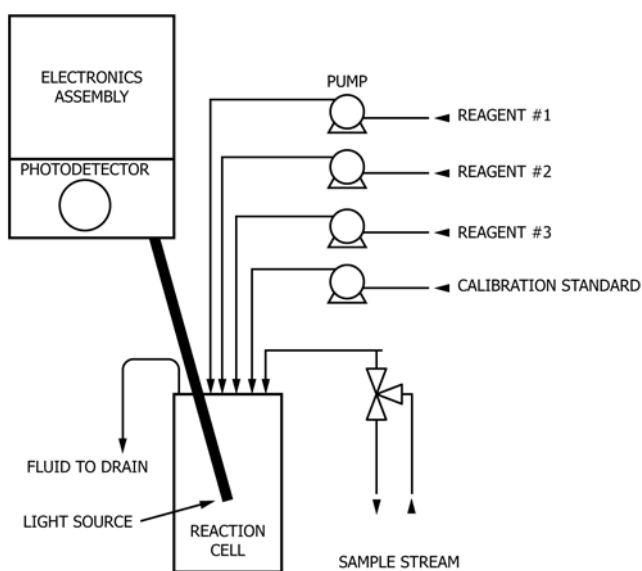 ELECTRONICS
ASSEMBLY
PHOTODETECTOR
PUMP
REAGENT #1
REAGENT #2
REAGENT #3
CALIBRATION STANDARD
FLUID TO DRAIN
LIGHT SOURCE
REACTION
CELL
SAMPLE STREAM